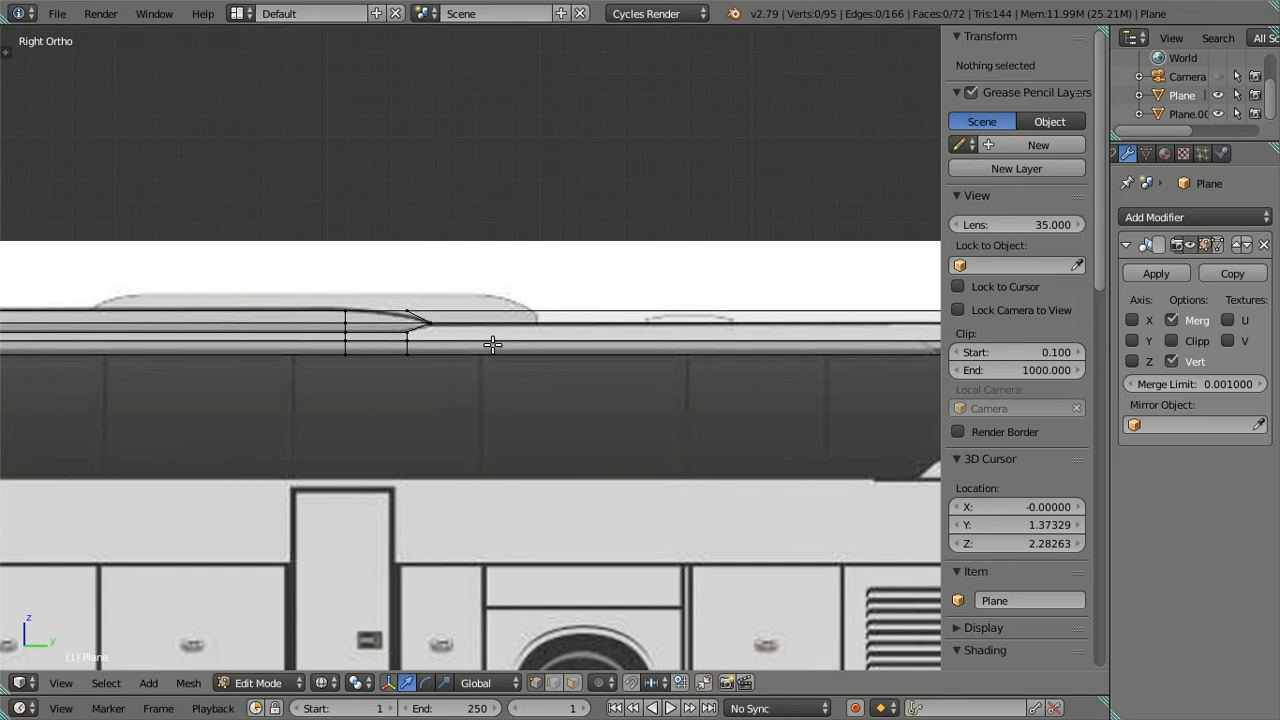 File Render Window Help Default Scene Cycles Render v2.79 | Verts:0/95 | Edges:0/166 | Faces:0/72 | Tris:144 | Mem:11.99M (25.21M) | Plane
Right Ortho
Transform
Nothing selected
Grease Pencil Layers
Scene Object
New
New Layer
View
Lens: 35.000
Lock to Object:
Lock to Cursor
Lock Camera to View
Clip:
Start: 0.100
End: 1000.000
Local Camera:
Camera
Render Border
3D Cursor
Location:
X: -0.00000
Y: 1.37329
Z: 2.28263
Item
Plane
Display
Shading
View Search All Sc
World
Camera
Plane
Plane.00
Plane
Add Modifier
Apply Copy
Axis: Options: Textures:
X Merg U
Y Clipp V
Z Vert
Merge Limit: 0.001000
Mirror Object:
z
y
(1) Plane
View Select Add Mesh Edit Mode Global
View Marker Frame Playback Start: 1 End: 250 1 No Sync